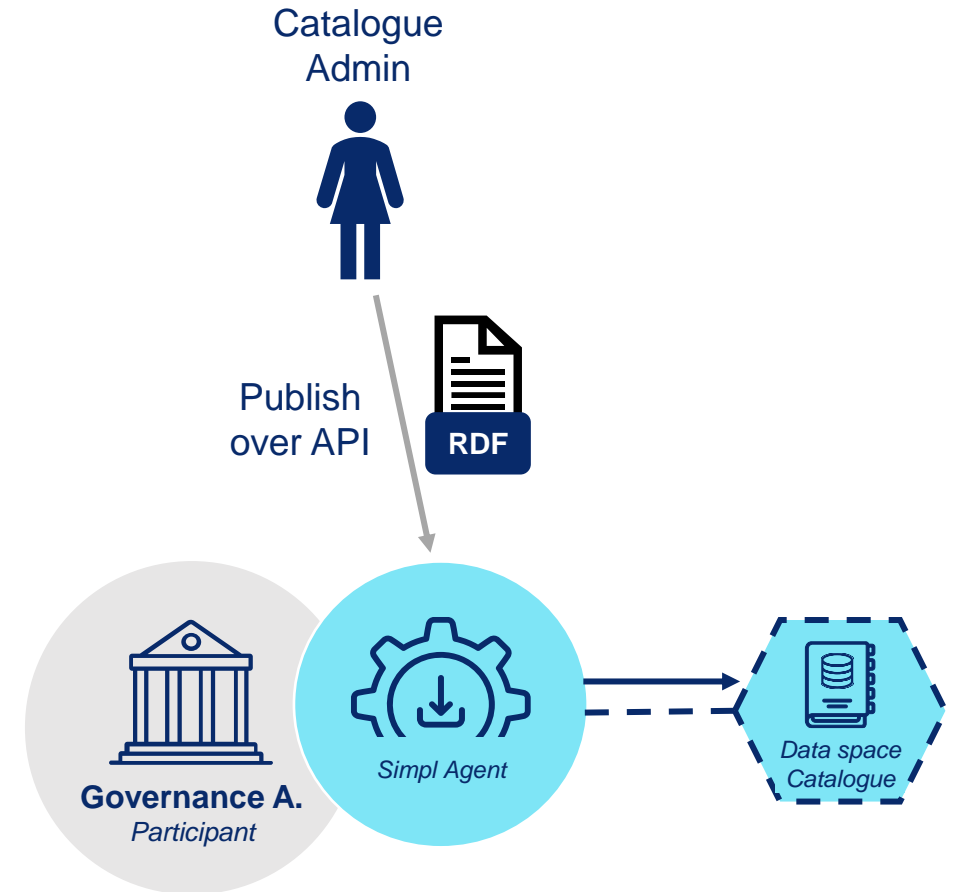 Catalogue
Admin
Publish
over API
RDF
Governance A.
Participant
Simpl Agent
Data space
Catalogue